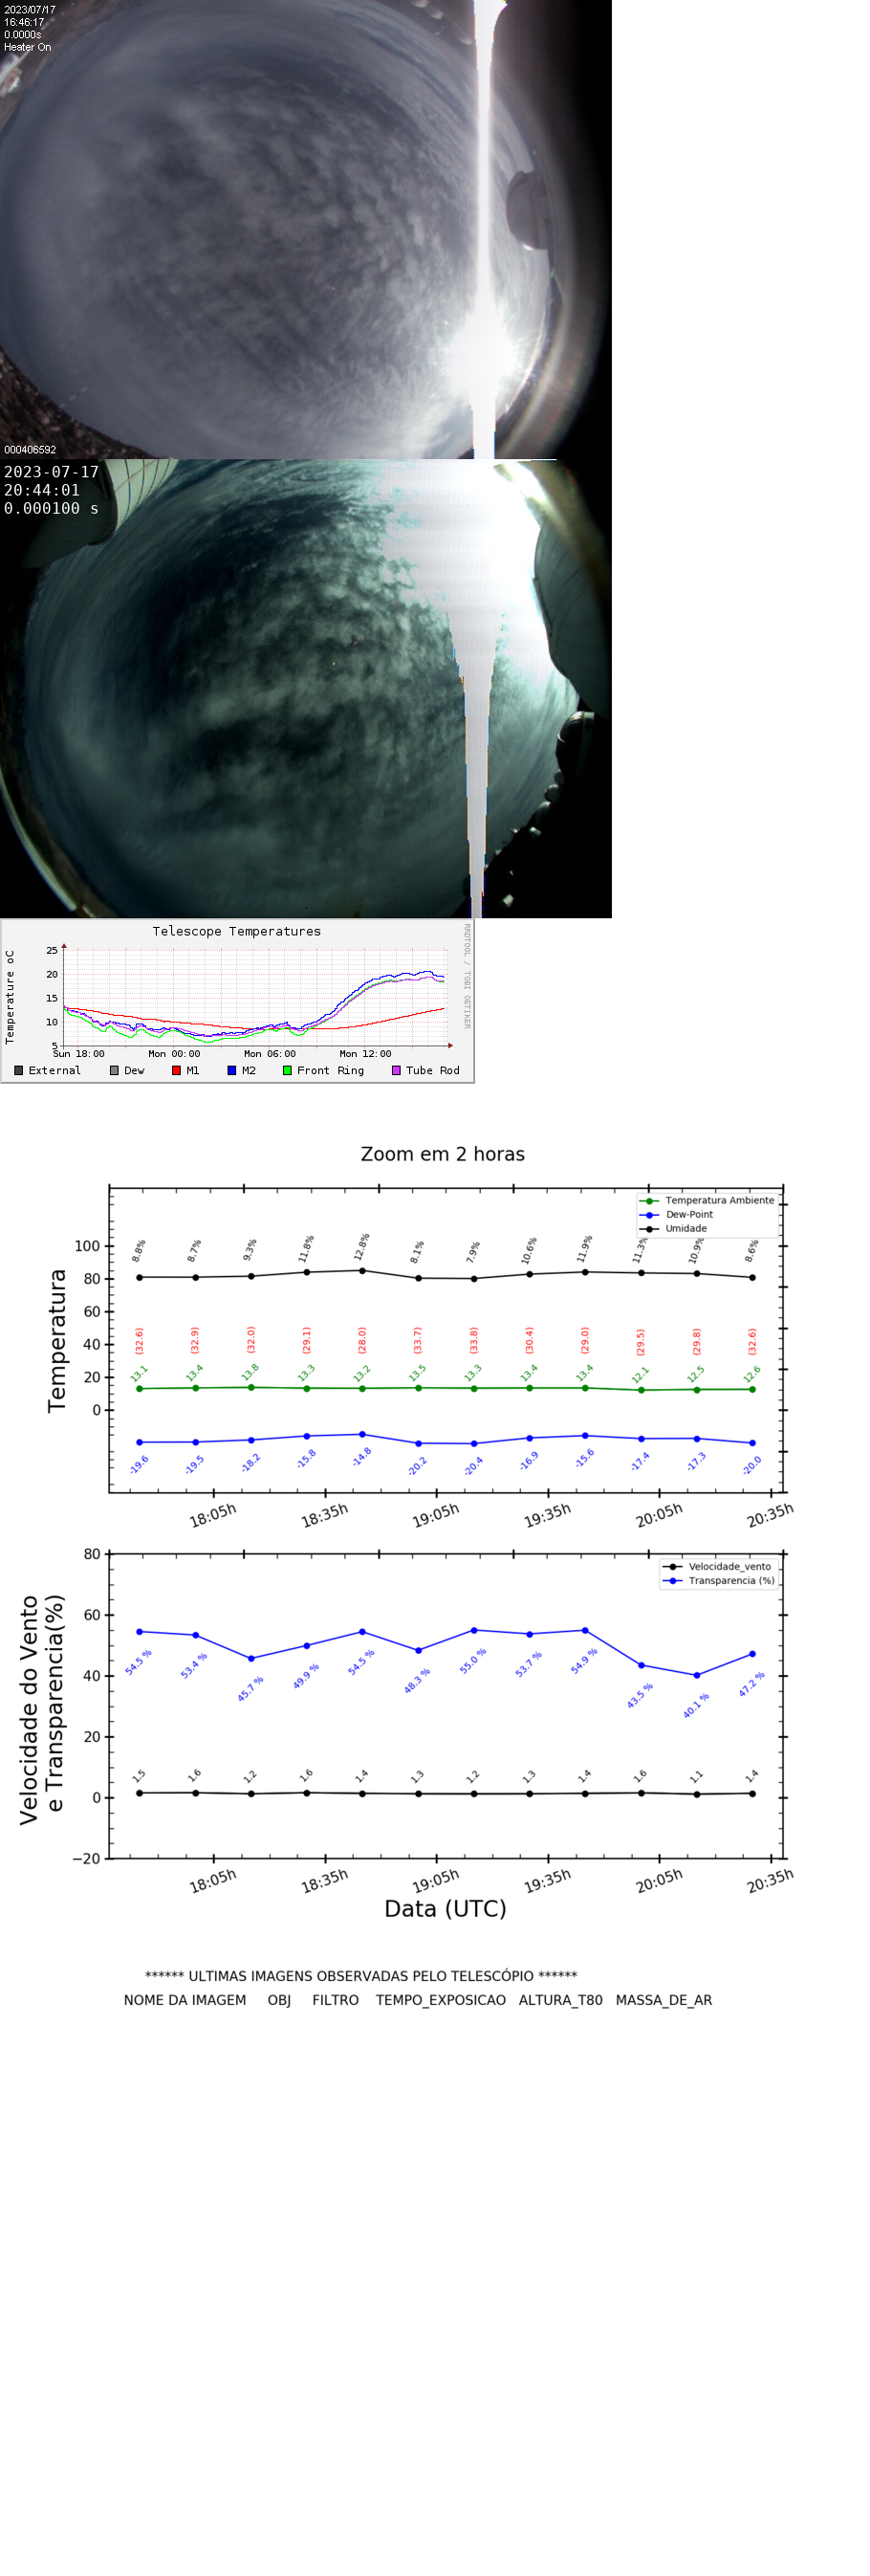 2023/07/17
16:46:17
0.0000s
Heater On
000406592
2023-07-17
20:44:01
0.000100 s
Telescope Temperatures
RRDTOOL / TOBI OETIKER
Temperature oC
25
20
15
10
5
Sun 18:00 Mon 00:00 Mon 06:00 Mon 12:00
External Dew M1 M2 Front Ring Tube Rod
Zoom em 2 horas
Temperatura Ambiente
Dew-Point
Umidade
Temperatura
100
80
60
40
20
0
8.8% 8.7% 9.3% 11.8% 12.8% 8.1% 7.9% 10.6% 11.9% 11.3% 10.9% 8.6%
(32.6) (32.9) (32.0) (29.1) (28.0) (33.7) (33.8) (30.4) (29.0) (29.5) (29.8) (32.6)
13.1 13.4 13.8 13.3 13.2 13.5 13.3 13.4 13.4 12.1 12.5 12.6
-19.6 -19.5 -18.2 -15.8 -14.8 -20.2 -20.4 -16.9 -15.6 -17.4 -17.3 -20.0
18:05h 18:35h 19:05h 19:35h 20:05h 20:35h
Velocidade_vento
Transparencia (%)
Velocidade do Vento
e Transparencia(%)
80
60
40
20
0
−20
54.5 % 53.4 % 45.7 % 49.9 % 54.5 % 48.3 % 55.0 % 53.7 % 54.9 % 43.5 % 40.1 % 47.2 %
1.5 1.6 1.2 1.6 1.4 1.3 1.2 1.3 1.4 1.6 1.1 1.4
18:05h 18:35h 19:05h 19:35h 20:05h 20:35h
Data (UTC)
****** ULTIMAS IMAGENS OBSERVADAS PELO TELESCÓPIO ******
NOME DA IMAGEM OBJ FILTRO TEMPO_EXPOSICAO ALTURA_T80 MASSA_DE_AR